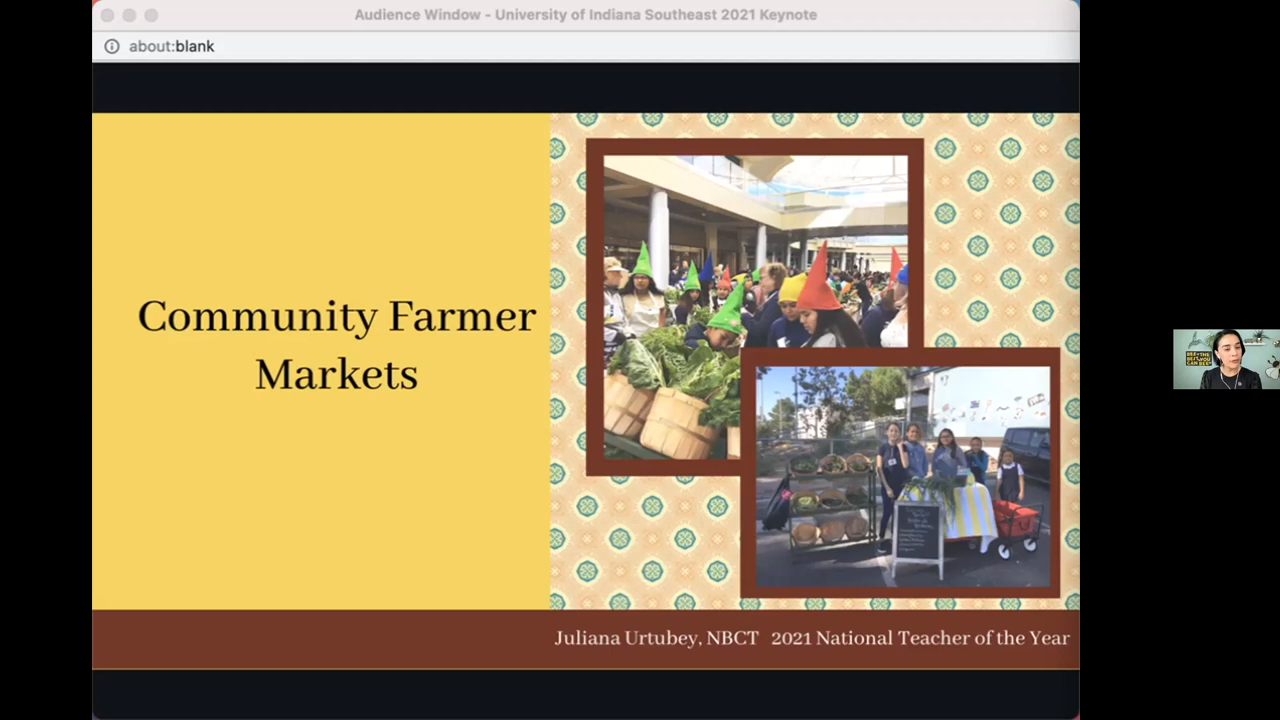 Audience Window - University of Indiana Southeast 2021 Keynote
about:blank
Community Farmer
Markets
Juliana Urtubey, NBCT 2021 National Teacher of the Year